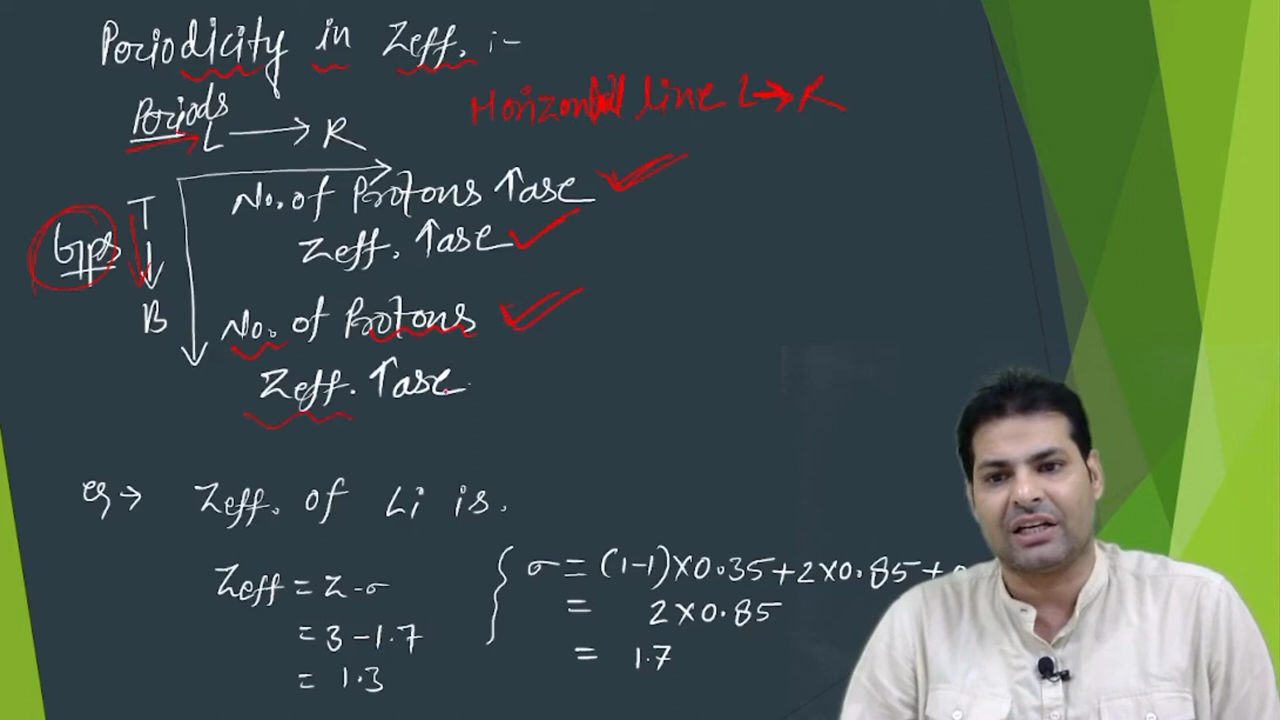 Periodicity in Zeff. :-
Horizontal line L → R
Periods
L → R
No. of Protons ↑ase
Zeff. ↑ase
Gps
T
↓
B
No. of Protons
Zeff. ↑ase
eg → Zeff. of Li is.
Zeff = Z - σ
= 3 - 1.7
= 1.3
σ = (1-1)×0.35+2×0.85+
= 2×0.85
= 1.7